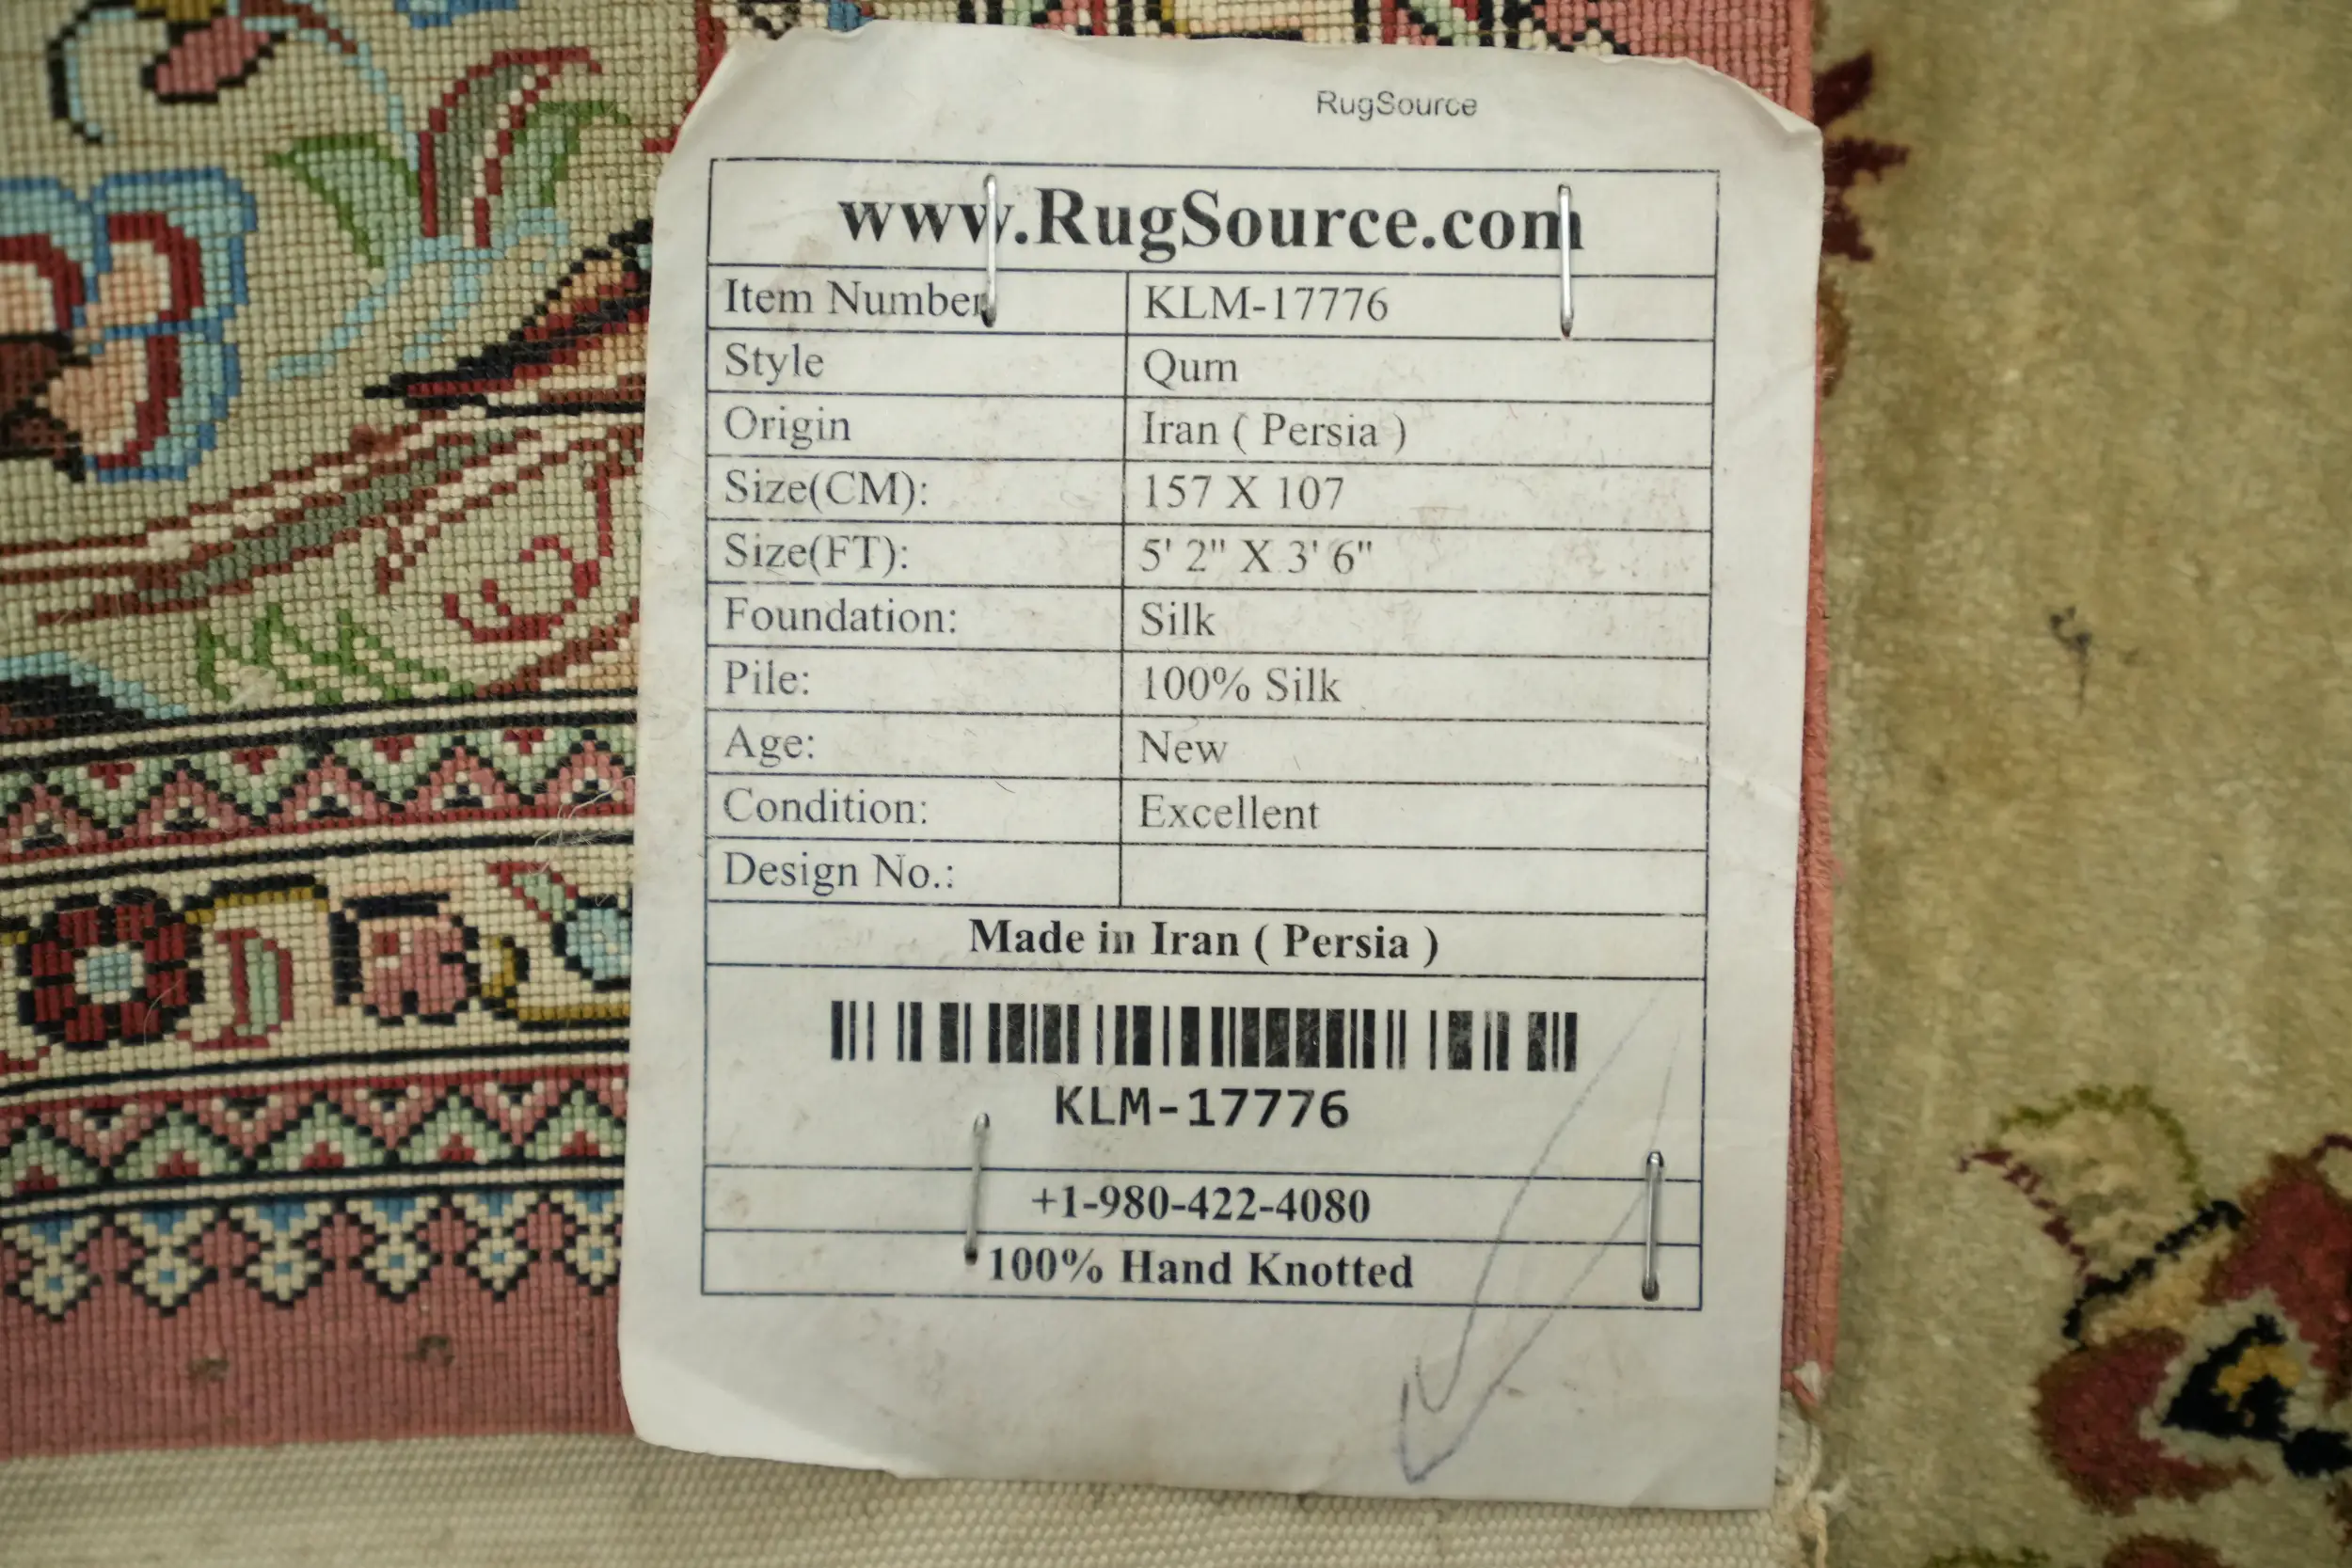 RugSource
www.RugSource.com
Item Number KLM-17776
Style Qum
Origin Iran ( Persia )
Size(CM): 157 X 107
Size(FT): 5' 2" X 3' 6"
Foundation: Silk
Pile: 100% Silk
Age: New
Condition: Excellent
Design No.:
Made in Iran ( Persia )
KLM-17776
+1-980-422-4080
100% Hand Knotted